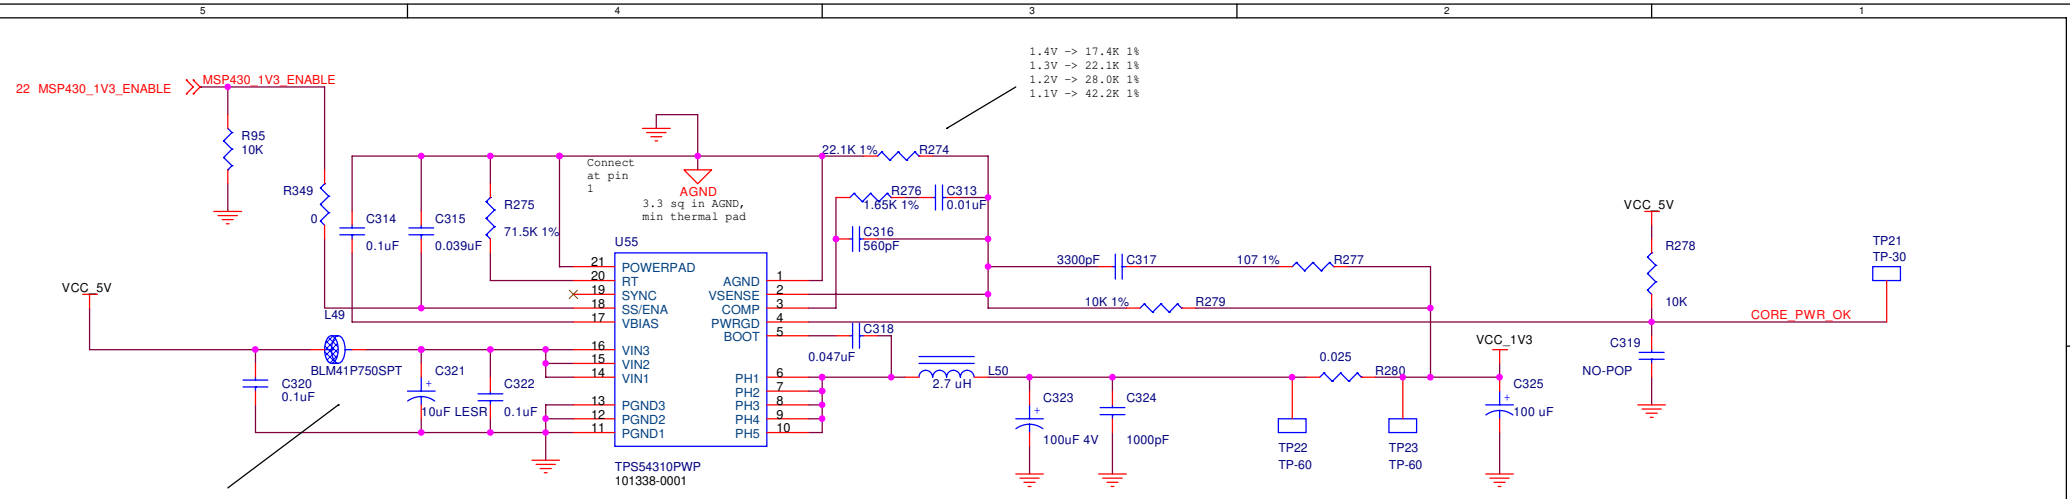 5 4 3 2 1
1.4V -> 17.4K 1%
1.3V -> 22.1K 1%
1.2V -> 28.0K 1%
1.1V -> 42.2K 1%
22 MSP430_1V3_ENABLE
MSP430_1V3_ENABLE
R95
10K
R349
0
C314
0.1uF
C315
0.039uF
R275
71.5K 1%
Connect
at pin
1
AGND
3.3 sq in AGND,
min thermal pad
22.1K 1%
R274
R276
1.65K 1%
C313
0.01uF
C316
560pF
3300pF
C317
107 1%
R277
10K 1%
R279
VCC_5V
R278
10K
TP21
TP-30
CORE_PWR_OK
C319
NO-POP
VCC_5V
L49
BLM41P750SPT
C320
0.1uF
C321
+
10uF LESR
C322
0.1uF
U55
21 POWERPAD
20 RT
19 SYNC
18 SS/ENA
17 VBIAS
16 VIN3
15 VIN2
14 VIN1
13 PGND3
12 PGND2
11 PGND1
AGND 1
VSENSE 2
COMP 3
PWRGD 4
BOOT 5
PH1 6
PH2 7
PH3 8
PH4 9
PH5 10
TPS54310PWP
101338-0001
C318
0.047uF
2.7 uH
L50
C323
+
100uF 4V
C324
1000pF
0.025
R280
TP22
TP-60
TP23
TP-60
VCC_1V3
C325
+
100 uF